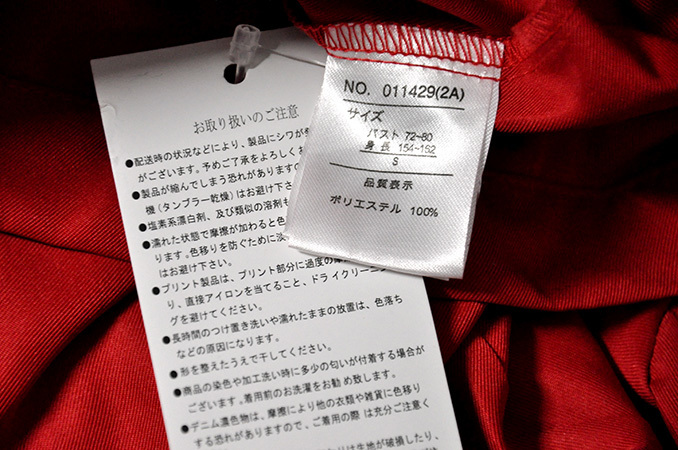 お取り扱いのご注意
●配送時の状況などにより、製品にシワが
がございます。予めご了承をよろしくお
●製品が縮んでしまう恐れがあります
機(タンブラー乾燥)はお避け下さ
●塩素系漂白剤、及び類似の溶剤も
●濡れた状態で摩擦が加わると色
ります。色移りを防ぐために
はお避け下さい。
●プリント製品は、プリント部分に過度の
り、直接アイロンを当てること、ドライクリーニン
グを避けてください。
●長時間のつけ置き洗いや濡れたままの放置は、色落ち
などの原因になります。
●形を整えたうえで干してください。
●商品の染色や加工洗い時に多少の匂いが付着する場合が
ございます。着用前のお洗濯をお勧め致します。
●デニム濃色物は、摩擦により他の衣類や雑貨に色移り
する恐れがありますので、ご着用の際は充分ご注意く
は生地が破損したり、
NO. 011429(2A)
サイズ
バスト 72-80
身長 154-162
S
品質表示
ポリエステル 100%